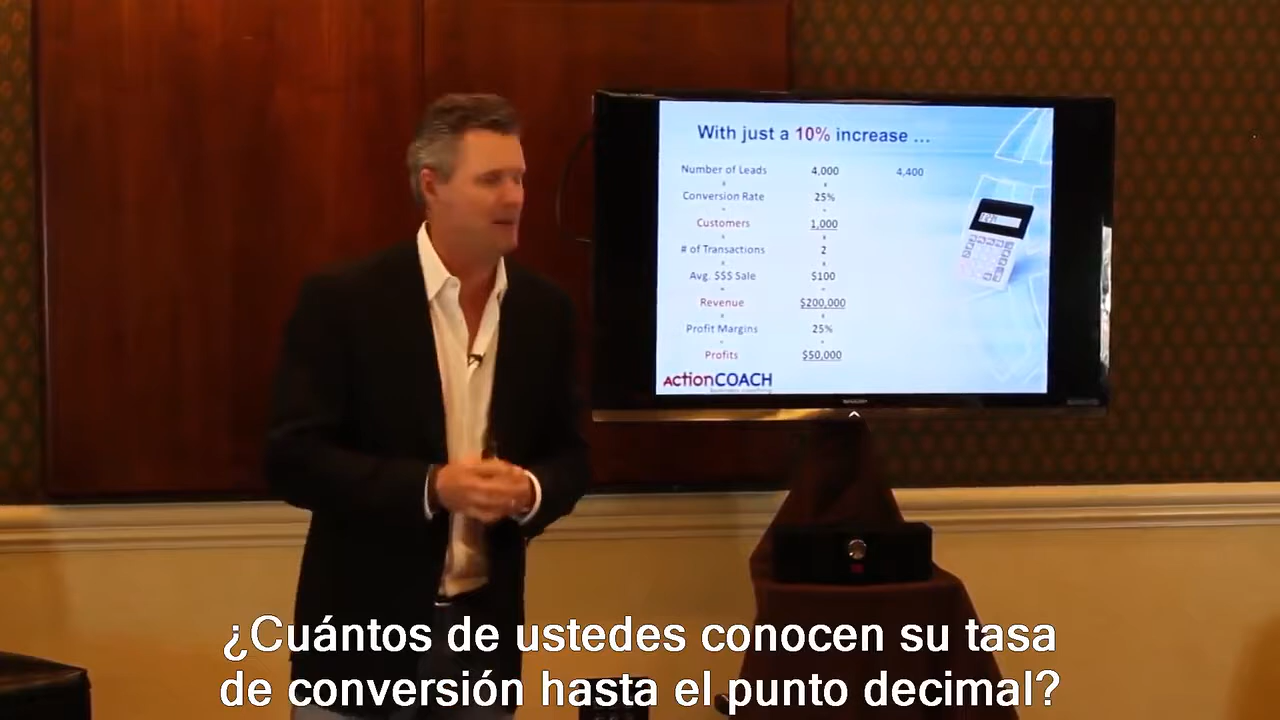 With just a 10% increase ...
Number of Leads 4,000 4,400
x x
Conversion Rate 25%
= =
Customers 1,000
x x
# of Transactions 2
x x
Avg. $$$ Sale $100
= =
Revenue $200,000
x x
Profit Margins 25%
= =
Profits $50,000
ActionCOACH
¿Cuántos de ustedes conocen su tasa
de conversión hasta el punto decimal?